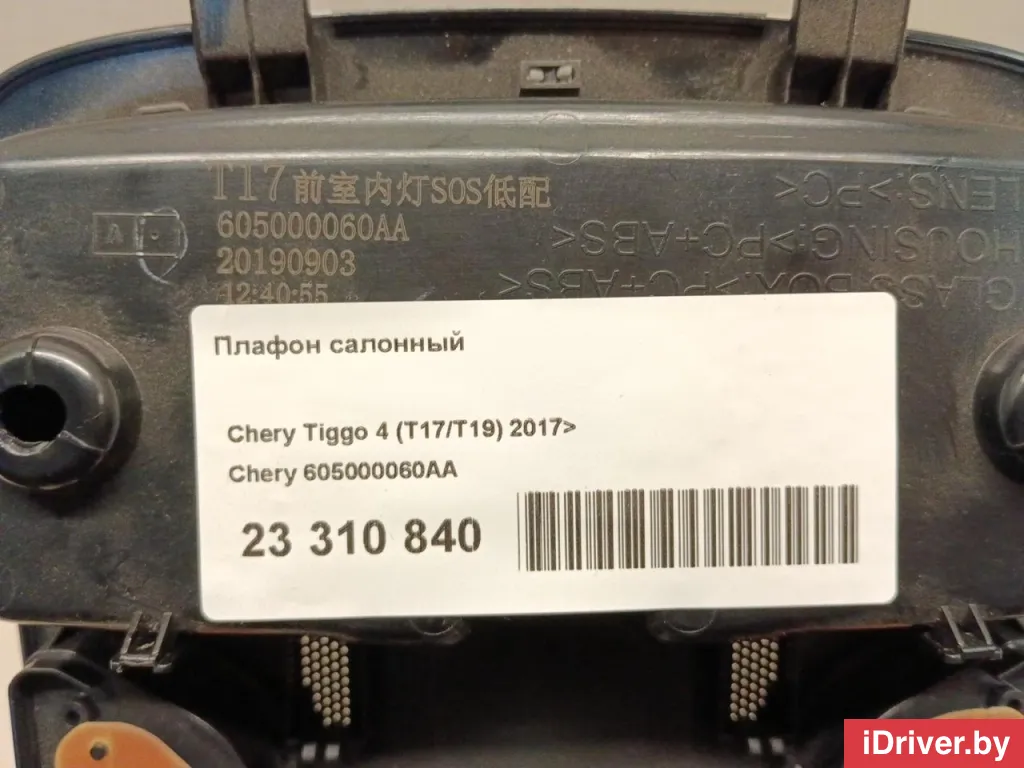 T17前室内灯SOS低配
605000060AA
20190903
12:40:55
A
LENS:>PC<
HOUSING:>PC+ABS<
GLASS BOX:>PC+ABS<
Плафон салонный
Chery Tiggo 4 (T17/T19) 2017>
Chery 605000060AA
23 310 840
iDriver.by